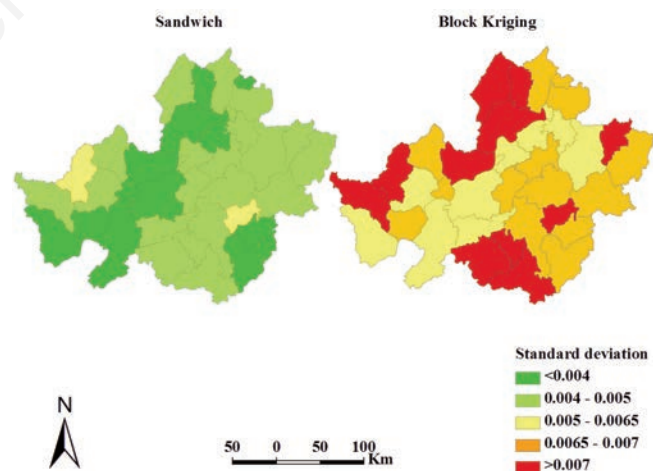 Sandwich
Block Kriging
Standard deviation
<0.004
0.004 - 0.005
0.005 - 0.0065
0.0065 - 0.007
>0.007
N
50 0 50 100
Km